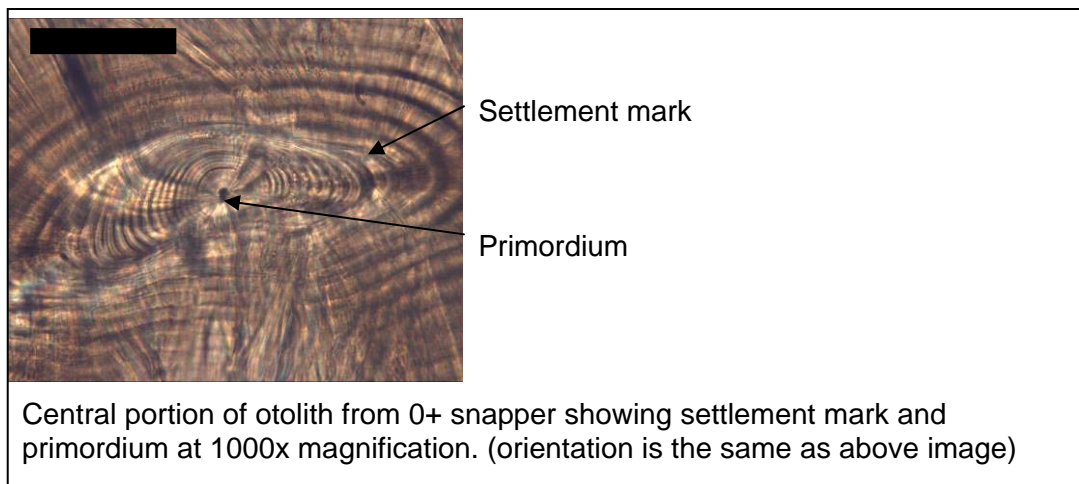 Settlement mark
Primordium
Central portion of otolith from 0+ snapper showing settlement mark and
primordium at 1000x magnification. (orientation is the same as above image)